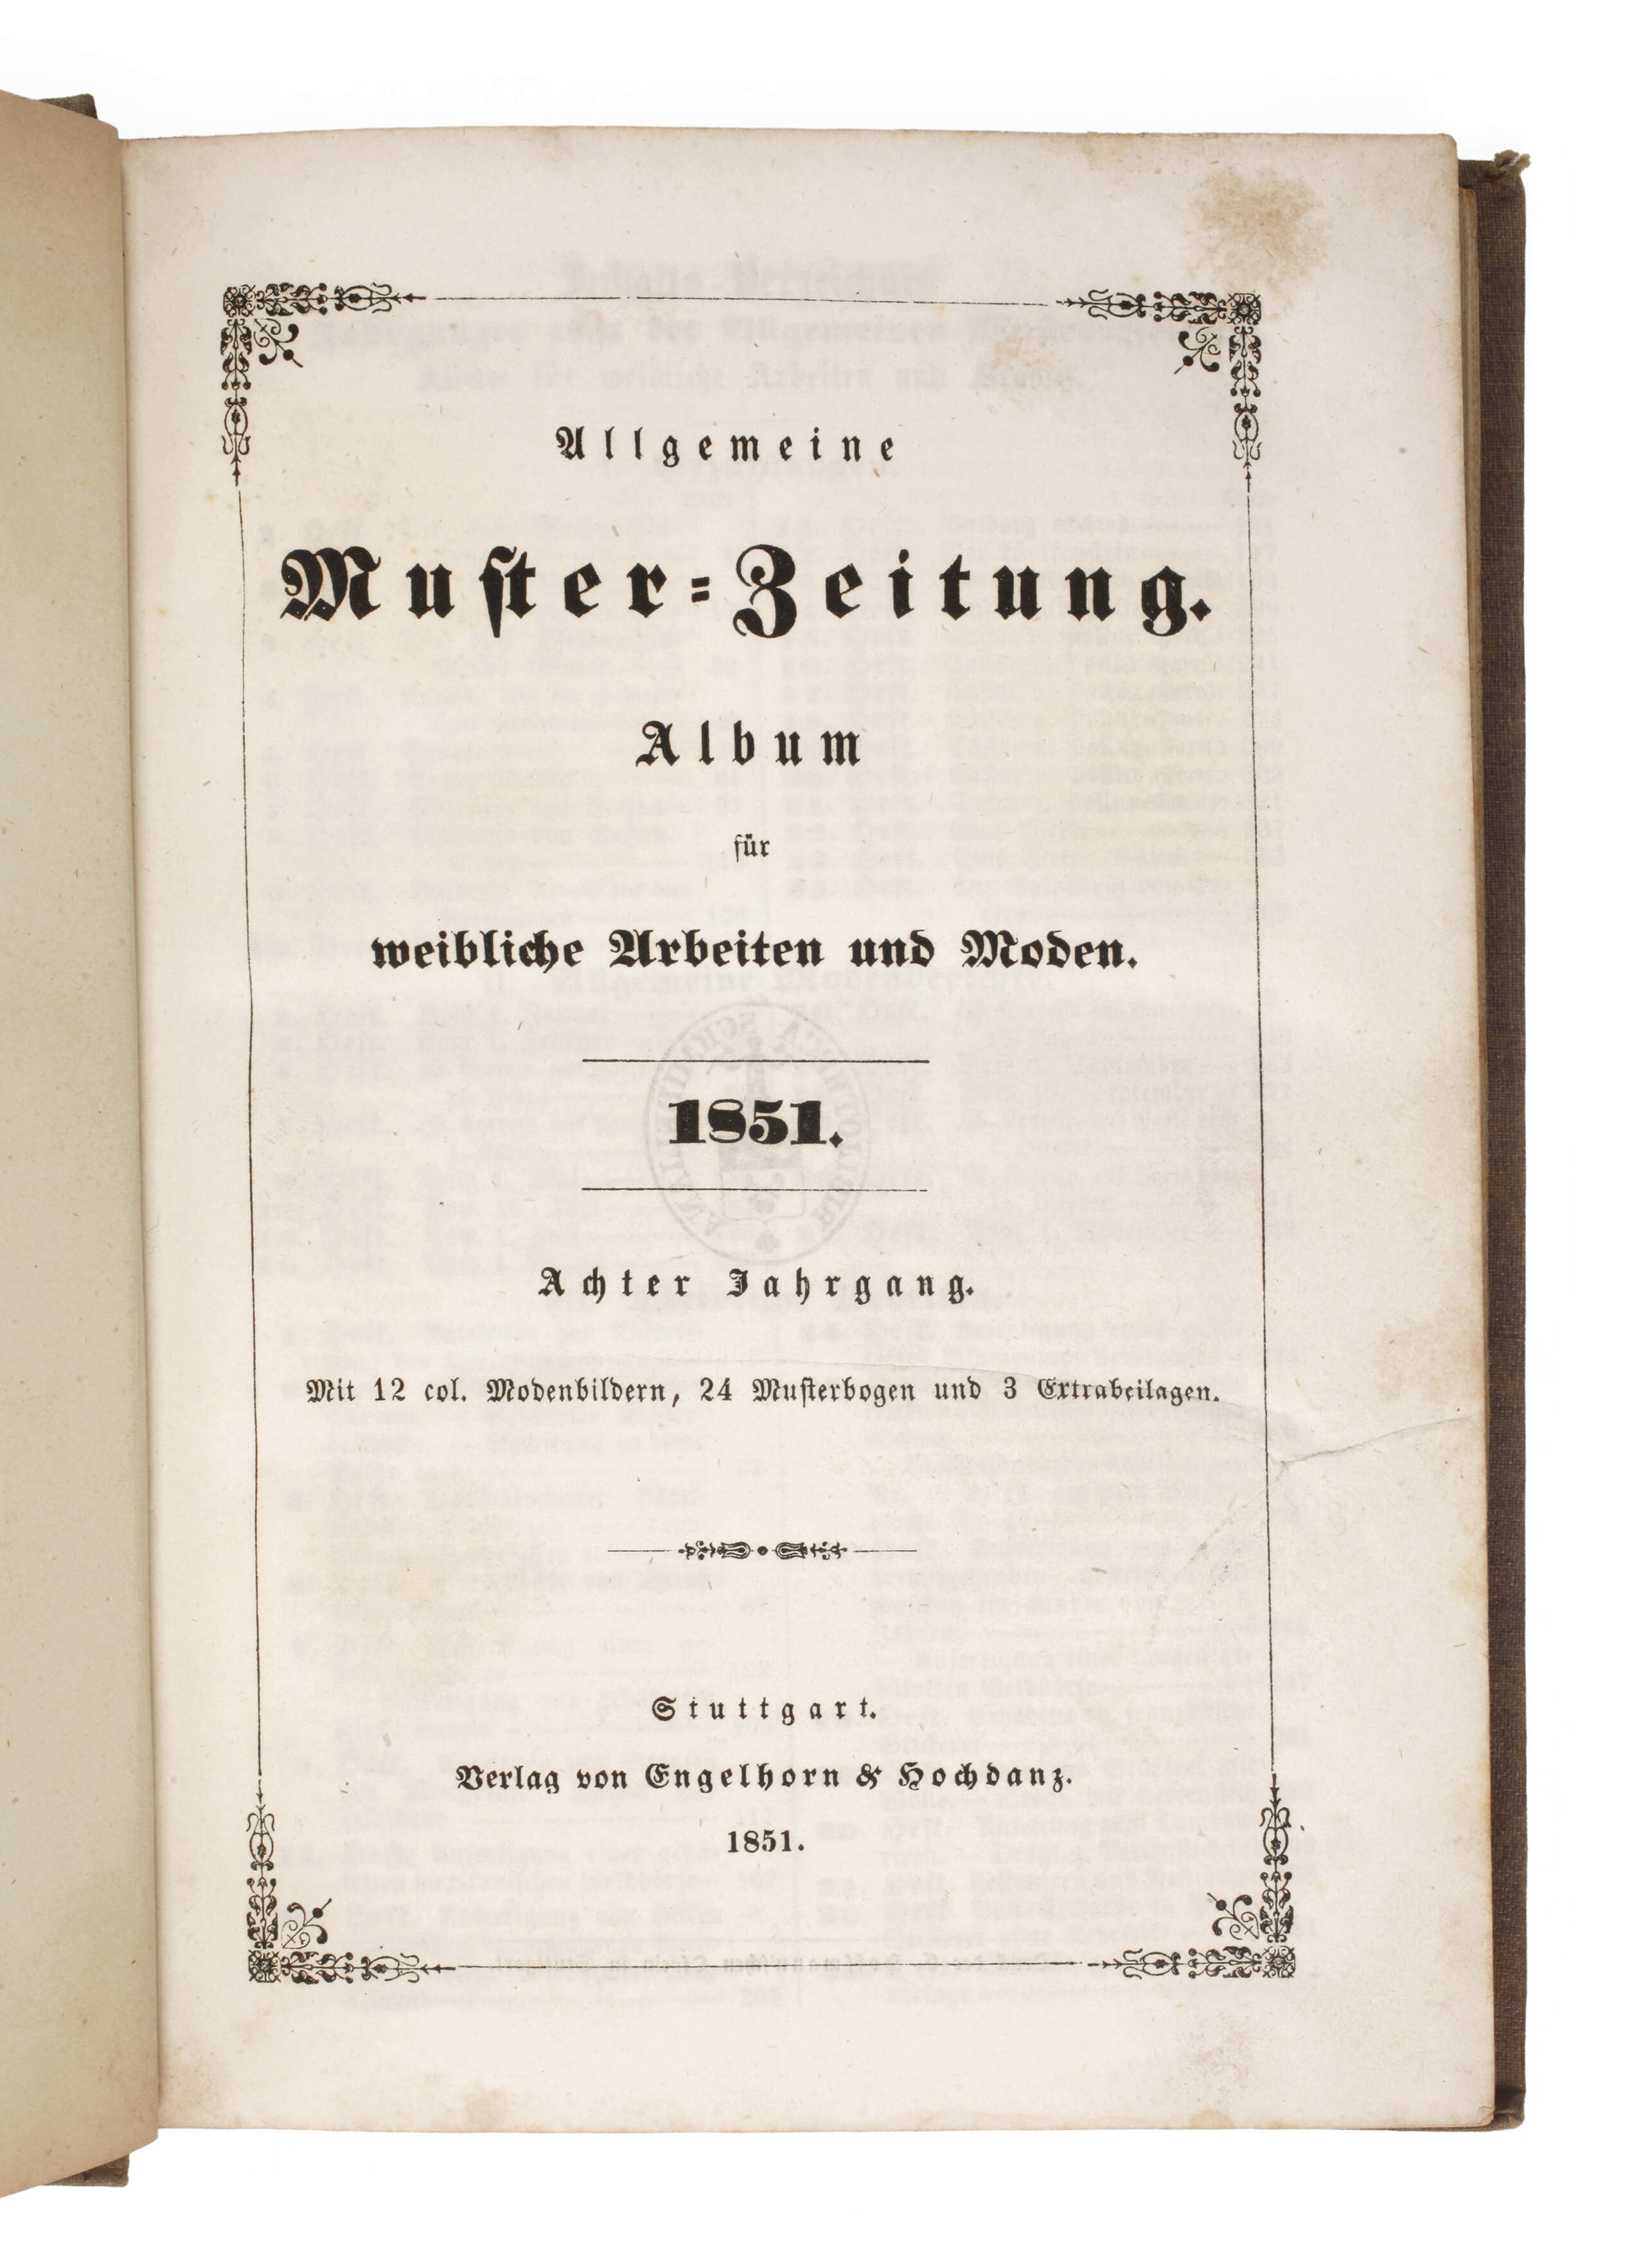 Allgemeine
Muſter-Zeitung.
Album
für
weibliche Arbeiten und Moden.
1851.
Achter Jahrgang.
Mit 12 col. Modenbildern, 24 Muſterbogen und 3 Extrabeilagen.
Stuttgart.
Verlag von Engelhorn & Hochdanz.
1851.